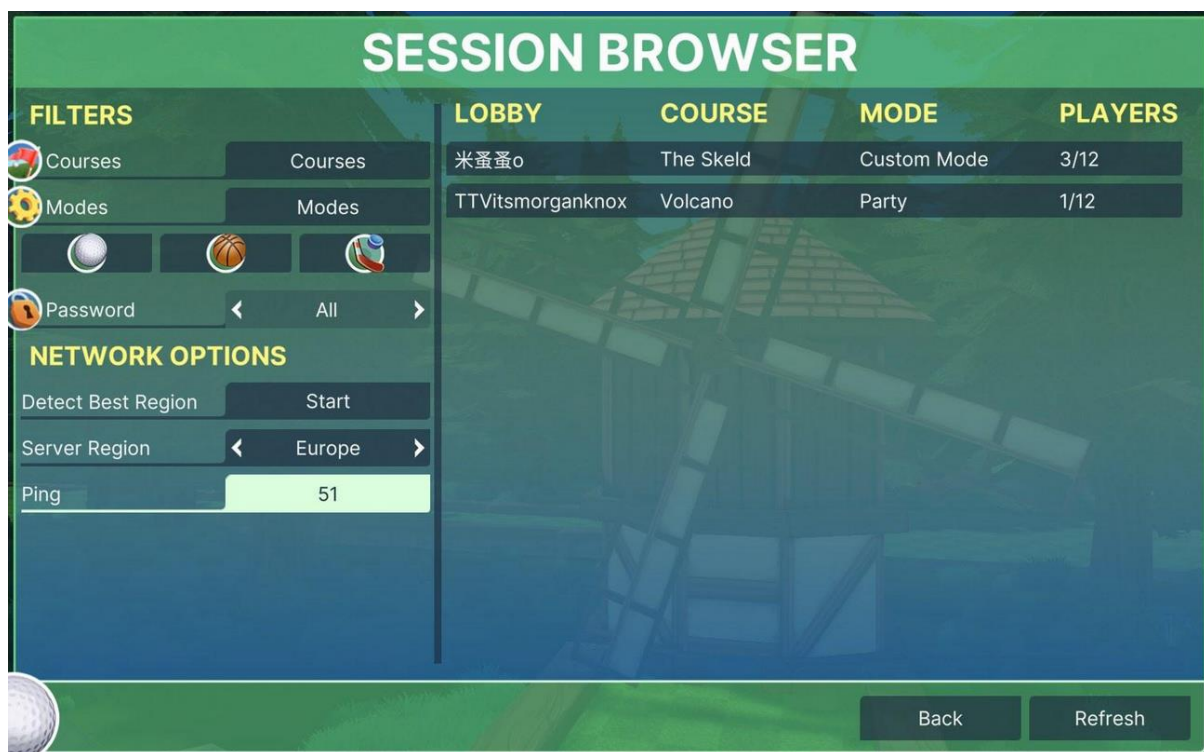 SESSION BROWSER
FILTERS
Courses Courses
Modes Modes
Password All
NETWORK OPTIONS
Detect Best Region Start
Server Region Europe
Ping 51
LOBBY COURSE MODE PLAYERS
米蚤蚤o The Skeld Custom Mode 3/12
TTVitsmorganknox Volcano Party 1/12
Back Refresh